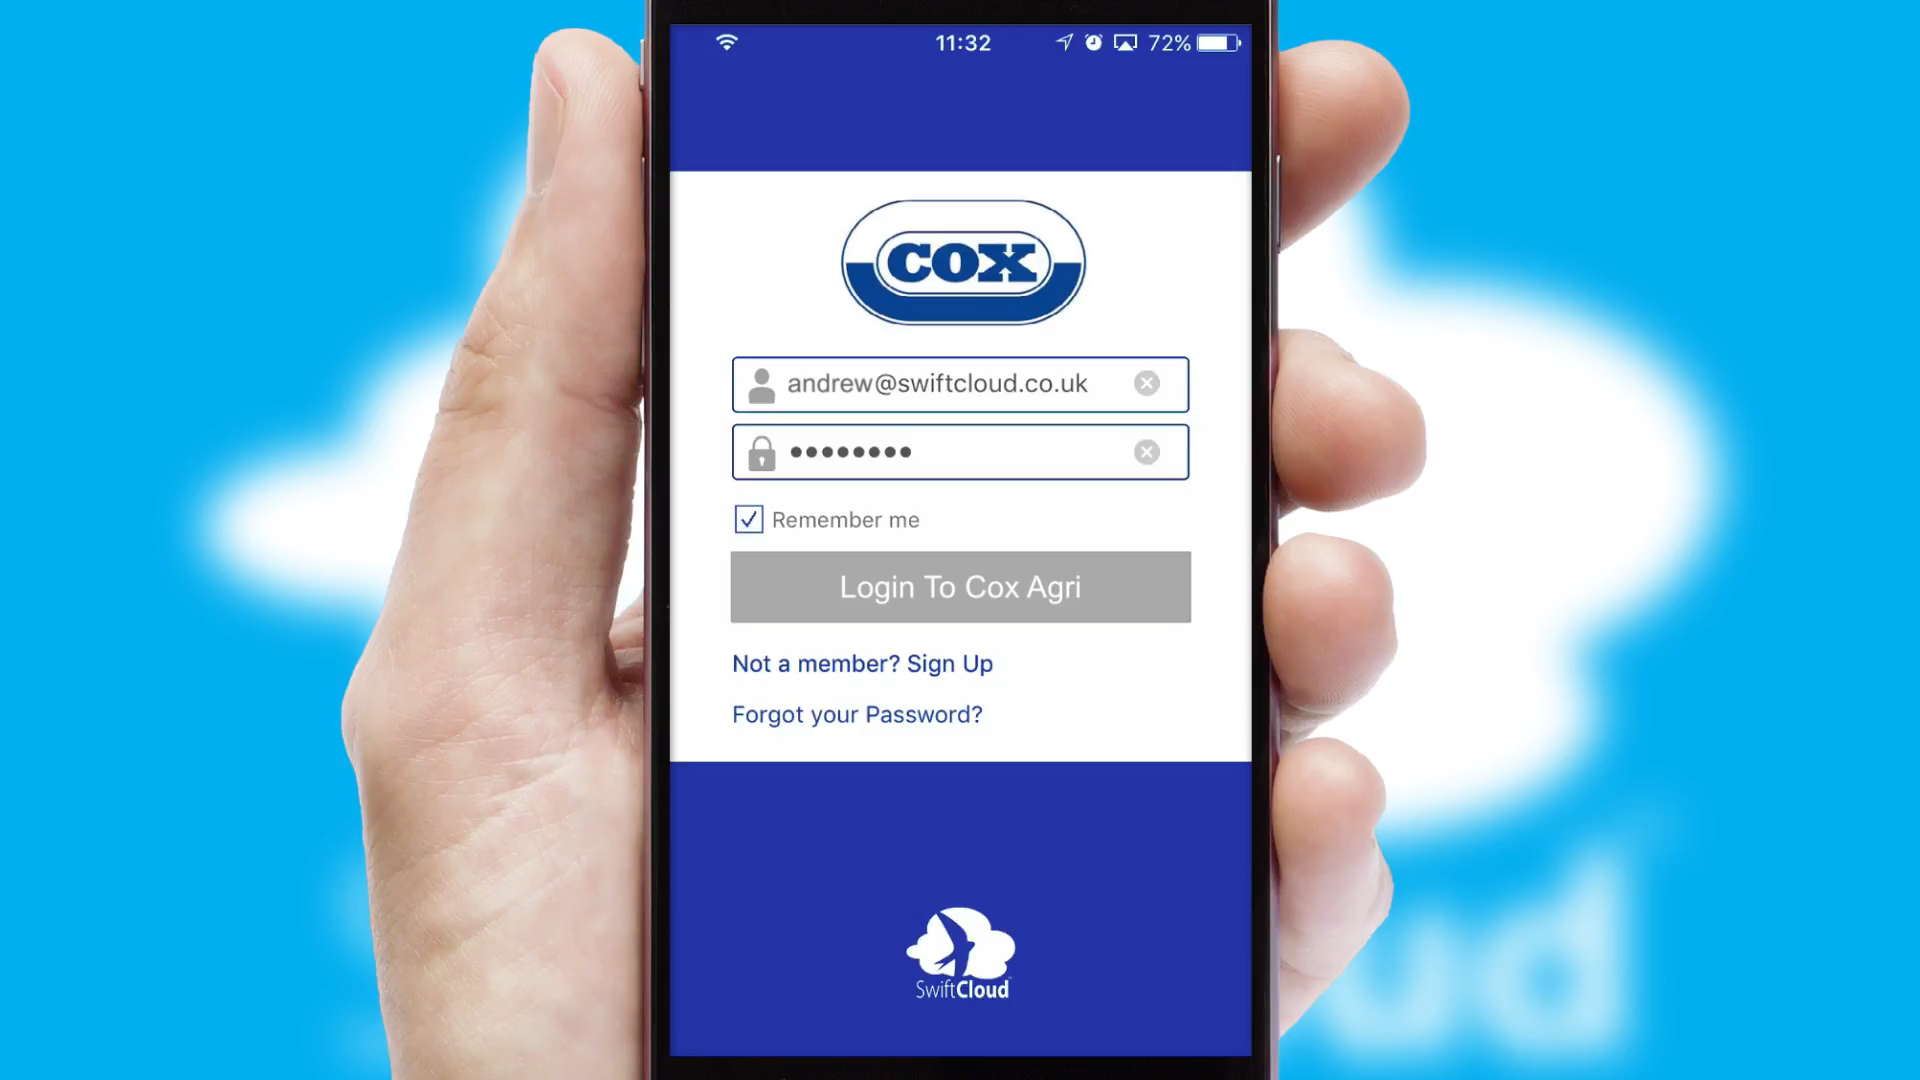 11:32
72%
COX
andrew@swiftcloud.co.uk
Remember me
Login To Cox Agri
Not a member? Sign Up
Forgot your Password?
SwiftCloud
ud